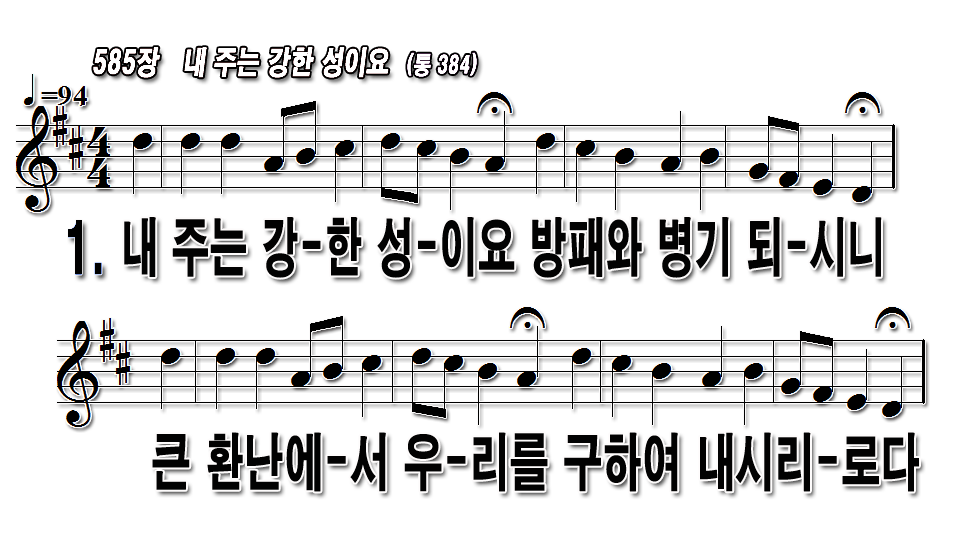 585장 내 주는 강한 성이요 (통 384)
♩=94
4
4
1. 내 주는 강-한 성-이요 방패와 병기 되-시니
큰 환난에-서 우-리를 구하여 내시리-로다